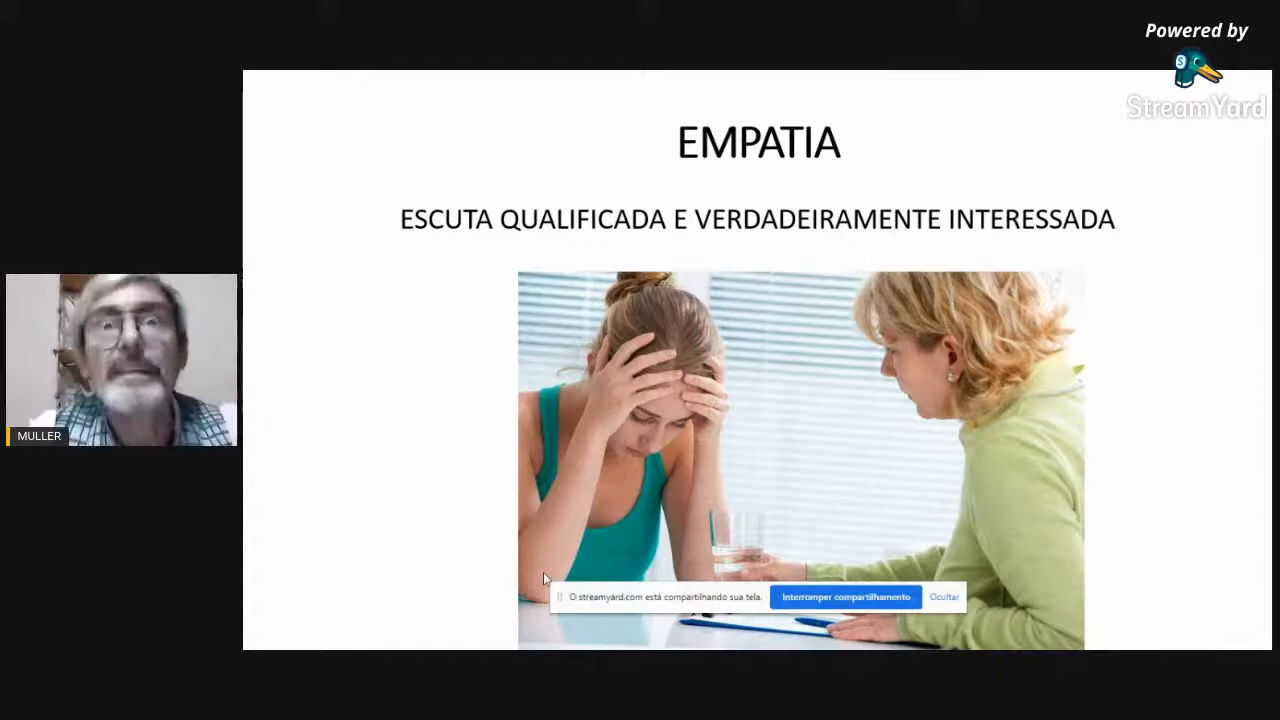 Powered by
StreamYard
EMPATIA
ESCUTA QUALIFICADA E VERDADEIRAMENTE INTERESSADA
MULLER
O streamyard.com está compartilhando sua tela. Interromper compartilhamento Ocultar